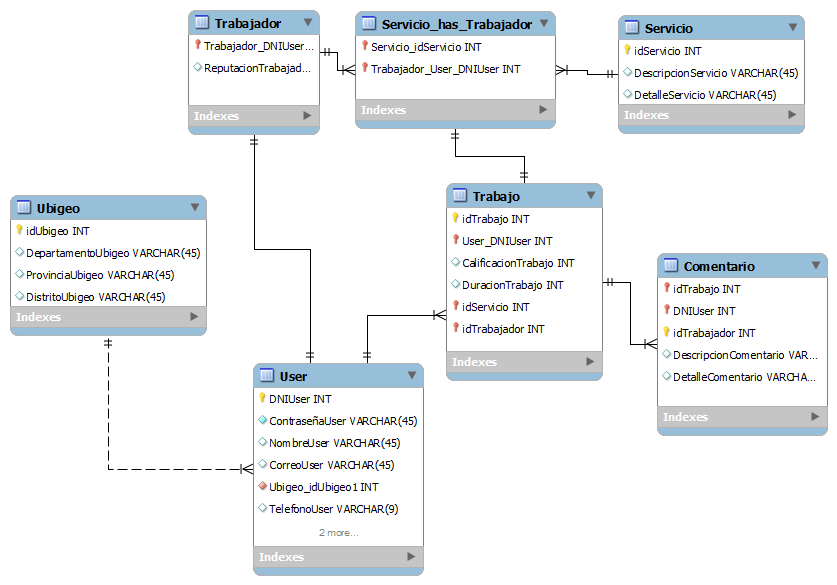 Trabajador
Trabajador_DNIUser...
ReputacionTrabajad...
Indexes
Servicio_has_Trabajador
Servicio_idServicio INT
Trabajador_User_DNIUser INT
Indexes
Servicio
idServicio INT
DescripcionServicio VARCHAR(45)
DetalleServicio VARCHAR(45)
Indexes
Ubigeo
idUbigeo INT
DepartamentoUbigeo VARCHAR(45)
ProvinciaUbigeo VARCHAR(45)
DistritoUbigeo VARCHAR(45)
Indexes
Trabajo
idTrabajo INT
User_DNIUser INT
CalificacionTrabajo INT
DuracionTrabajo INT
idServicio INT
idTrabajador INT
Indexes
Comentario
idTrabajo INT
DNIUser INT
idTrabajador INT
DescripcionComentario VAR...
DetalleComentario VARCHA...
Indexes
User
DNIUser INT
ContraseñaUser VARCHAR(45)
NombreUser VARCHAR(45)
CorreoUser VARCHAR(45)
Ubigeo_idUbigeo1 INT
TelefonoUser VARCHAR(9)
2 more...
Indexes